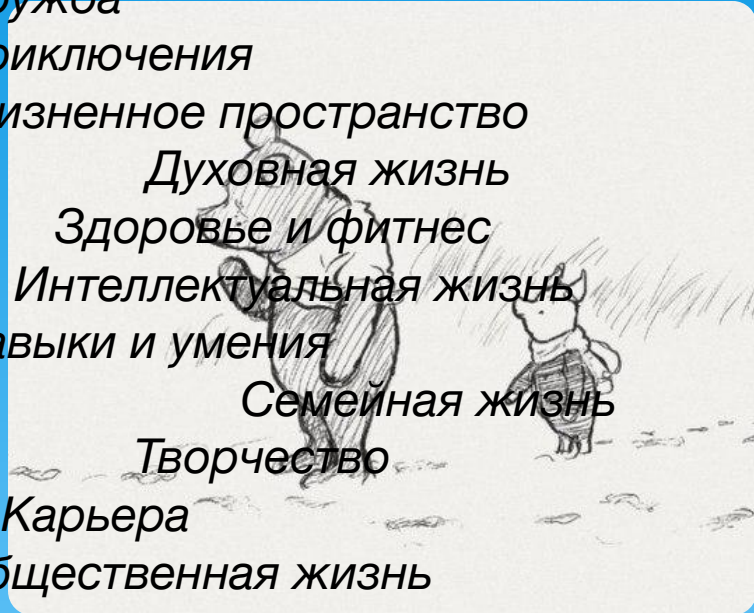 ружба
риключения
изненное пространство
Духовная жизнь
Здоровье и фитнес
Интеллектуальная жизнь
авыки и умения
Семейная жизнь
Творчество
Карьера
бщественная жизнь